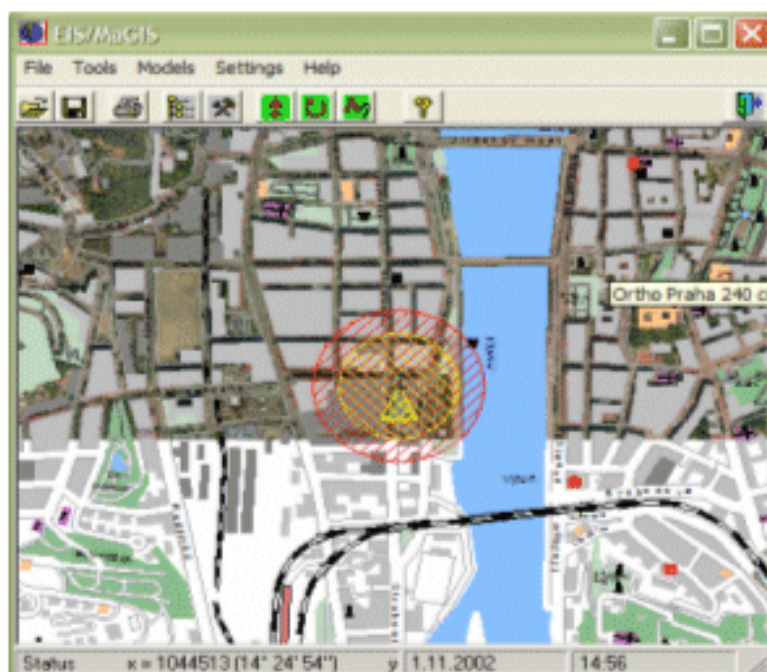 EIS/MaGIS
File Tools Models Settings Help
Ortho Praha 240 c
Status x = 1044513 (14° 24' 54'') y 1.11.2002 14:56